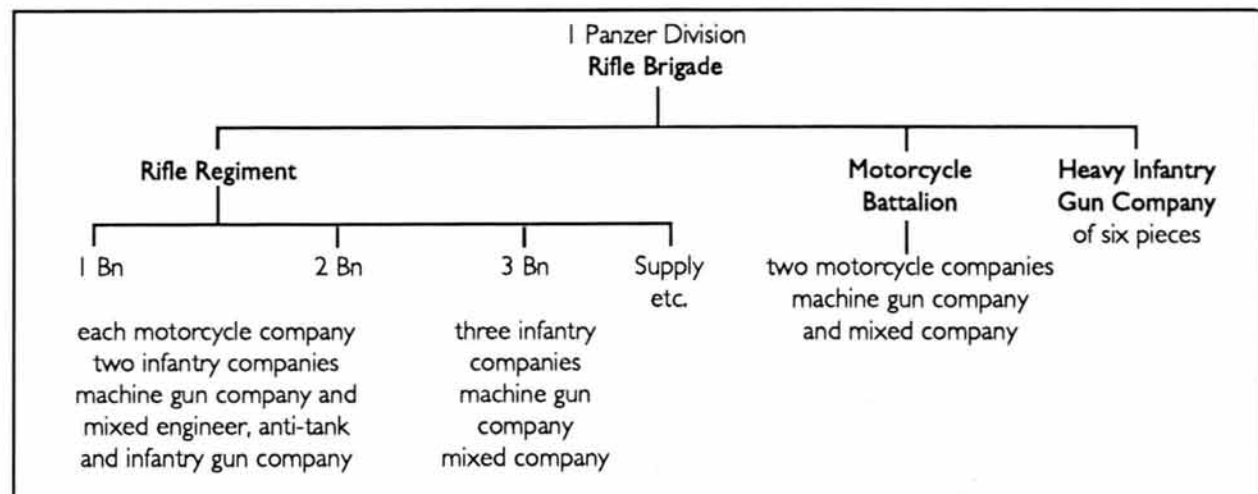 1 Panzer Division
Rifle Brigade
Rifle Regiment
Motorcycle
Battalion
Heavy Infantry
Gun Company
of six pieces
1 Bn
2 Bn
3 Bn
Supply
etc.
two motorcycle companies
machine gun company
and mixed company
each motorcycle company
two infantry companies
machine gun company and
mixed engineer, anti-tank
and infantry gun company
three infantry
companies
machine gun
company
mixed company